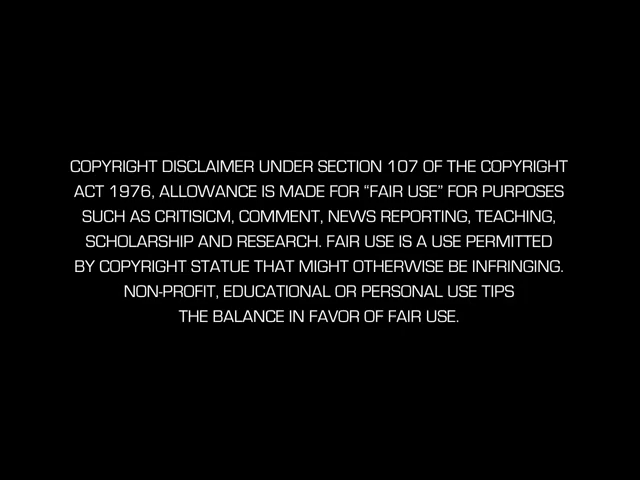 COPYRIGHT DISCLAIMER UNDER SECTION 107 OF THE COPYRIGHT
ACT 1976, ALLOWANCE IS MADE FOR “FAIR USE” FOR PURPOSES
SUCH AS CRITISICM, COMMENT, NEWS REPORTING, TEACHING,
SCHOLARSHIP AND RESEARCH. FAIR USE IS A USE PERMITTED
BY COPYRIGHT STATUE THAT MIGHT OTHERWISE BE INFRINGING.
NON-PROFIT, EDUCATIONAL OR PERSONAL USE TIPS
THE BALANCE IN FAVOR OF FAIR USE.